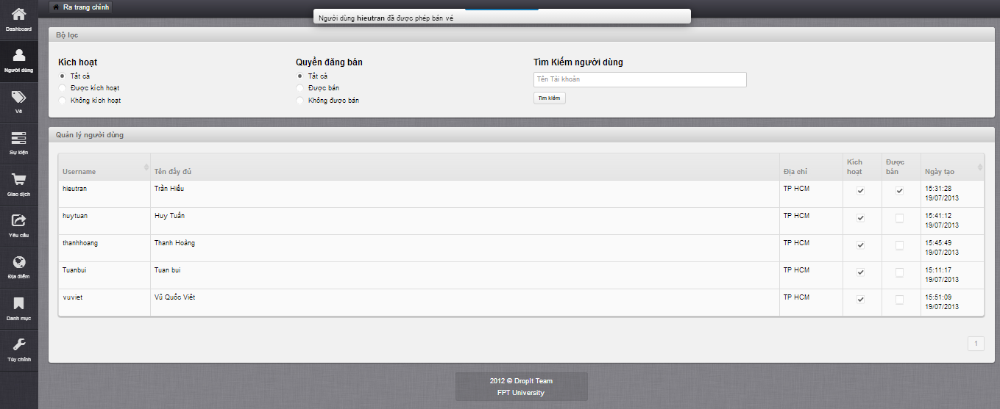 Ra trang chính
Người dùng hieutran đã được phép bán vé
Dashboard
Người dùng
Vé
Sự kiện
Giao dịch
Yêu cầu
Địa điểm
Danh mục
Tùy chỉnh
Bộ lọc
Kích hoạt
Tất cả
Được kích hoạt
Không kích hoạt
Quyền đăng bán
Tất cả
Được bán
Không được bán
Tìm Kiếm người dùng
Tên Tài khoản
Tìm kiếm
Quản lý người dùng
Username Tên đầy đủ Địa chỉ Kích hoạt Được bán Ngày tạo
hieutran Trần Hiếu TP HCM 15:31:28 19/07/2013
huytuan Huy Tuấn TP HCM 15:41:12 19/07/2013
thanhhoang Thanh Hoáng TP HCM 15:45:49 19/07/2013
Tuanbui Tuan bui TP HCM 15:11:17 19/07/2013
vuviet Vũ Quốc Việt TP HCM 15:51:09 19/07/2013
1
2012 © DropIt Team
FPT University